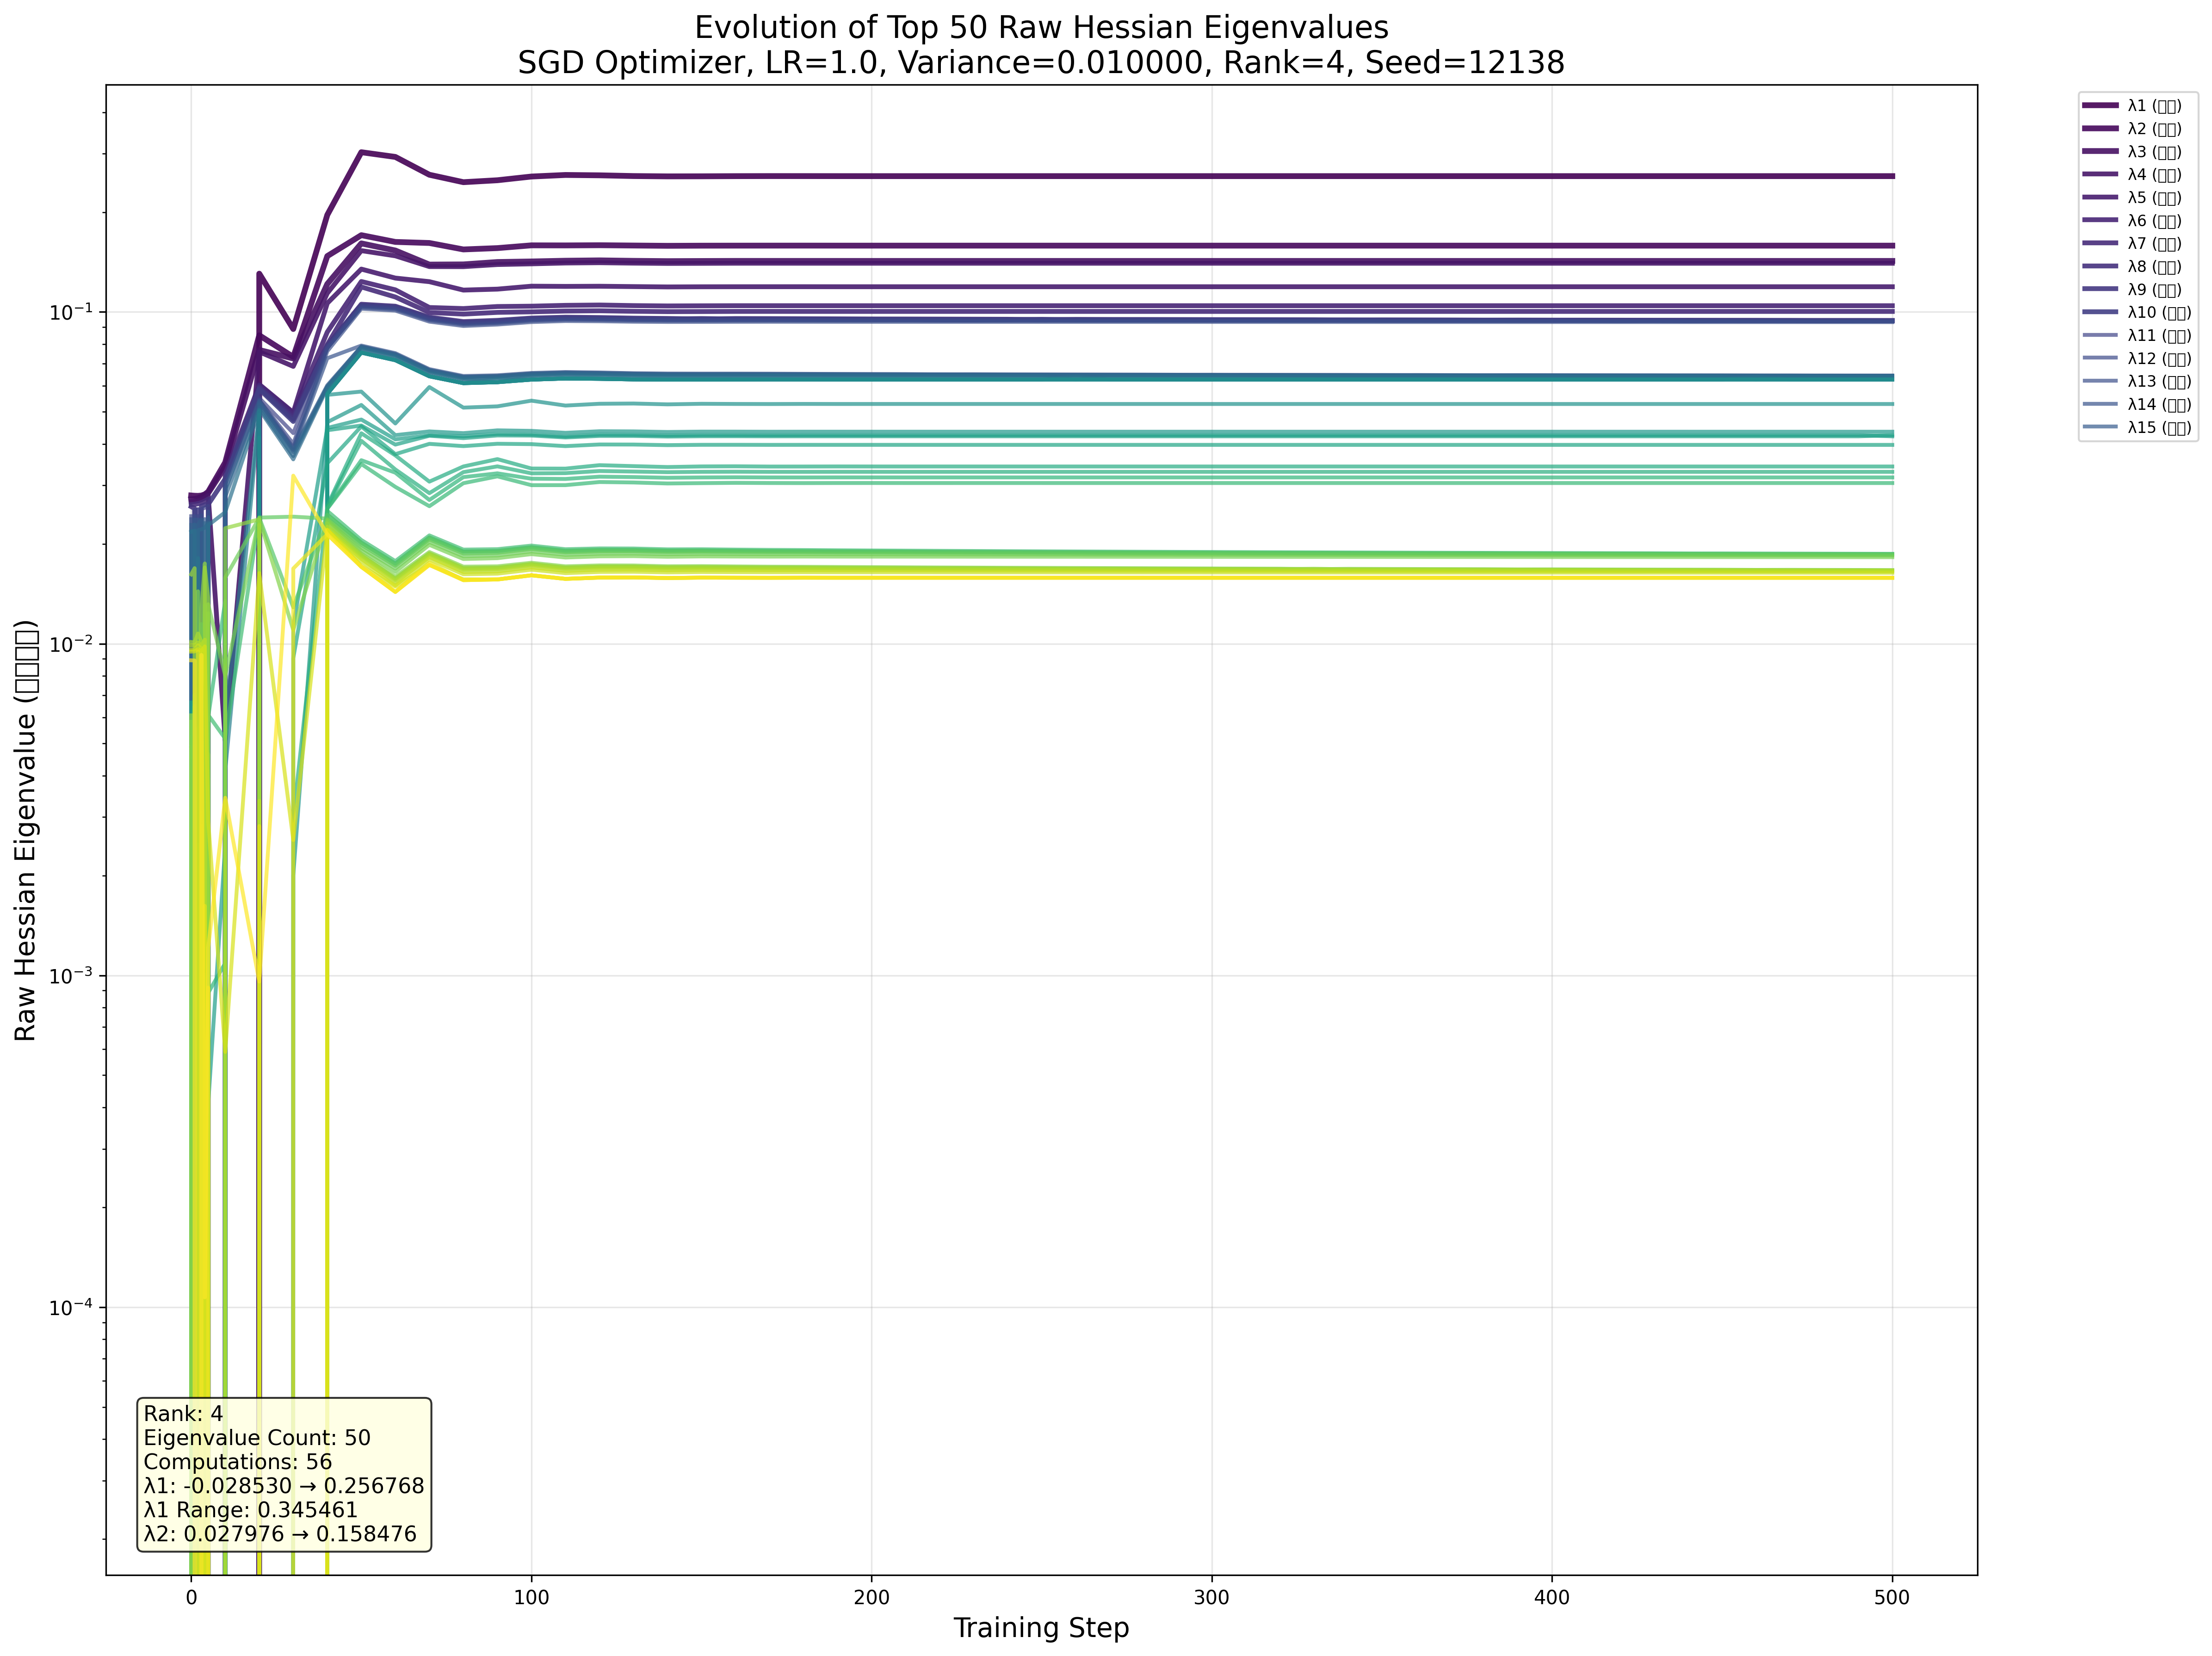 Evolution of Top 50 Raw Hessian Eigenvalues
SGD Optimizer, LR=1.0, Variance=0.010000, Rank=4, Seed=12138
Raw Hessian Eigenvalue (□□□□)
10⁻¹
10⁻²
10⁻³
10⁻⁴
Rank: 4
Eigenvalue Count: 50
Computations: 56
λ1: -0.028530 → 0.256768
λ1 Range: 0.345461
λ2: 0.027976 → 0.158476
0 100 200 300 400 500
Training Step
λ1 (□□)
λ2 (□□)
λ3 (□□)
λ4 (□□)
λ5 (□□)
λ6 (□□)
λ7 (□□)
λ8 (□□)
λ9 (□□)
λ10 (□□)
λ11 (□□)
λ12 (□□)
λ13 (□□)
λ14 (□□)
λ15 (□□)